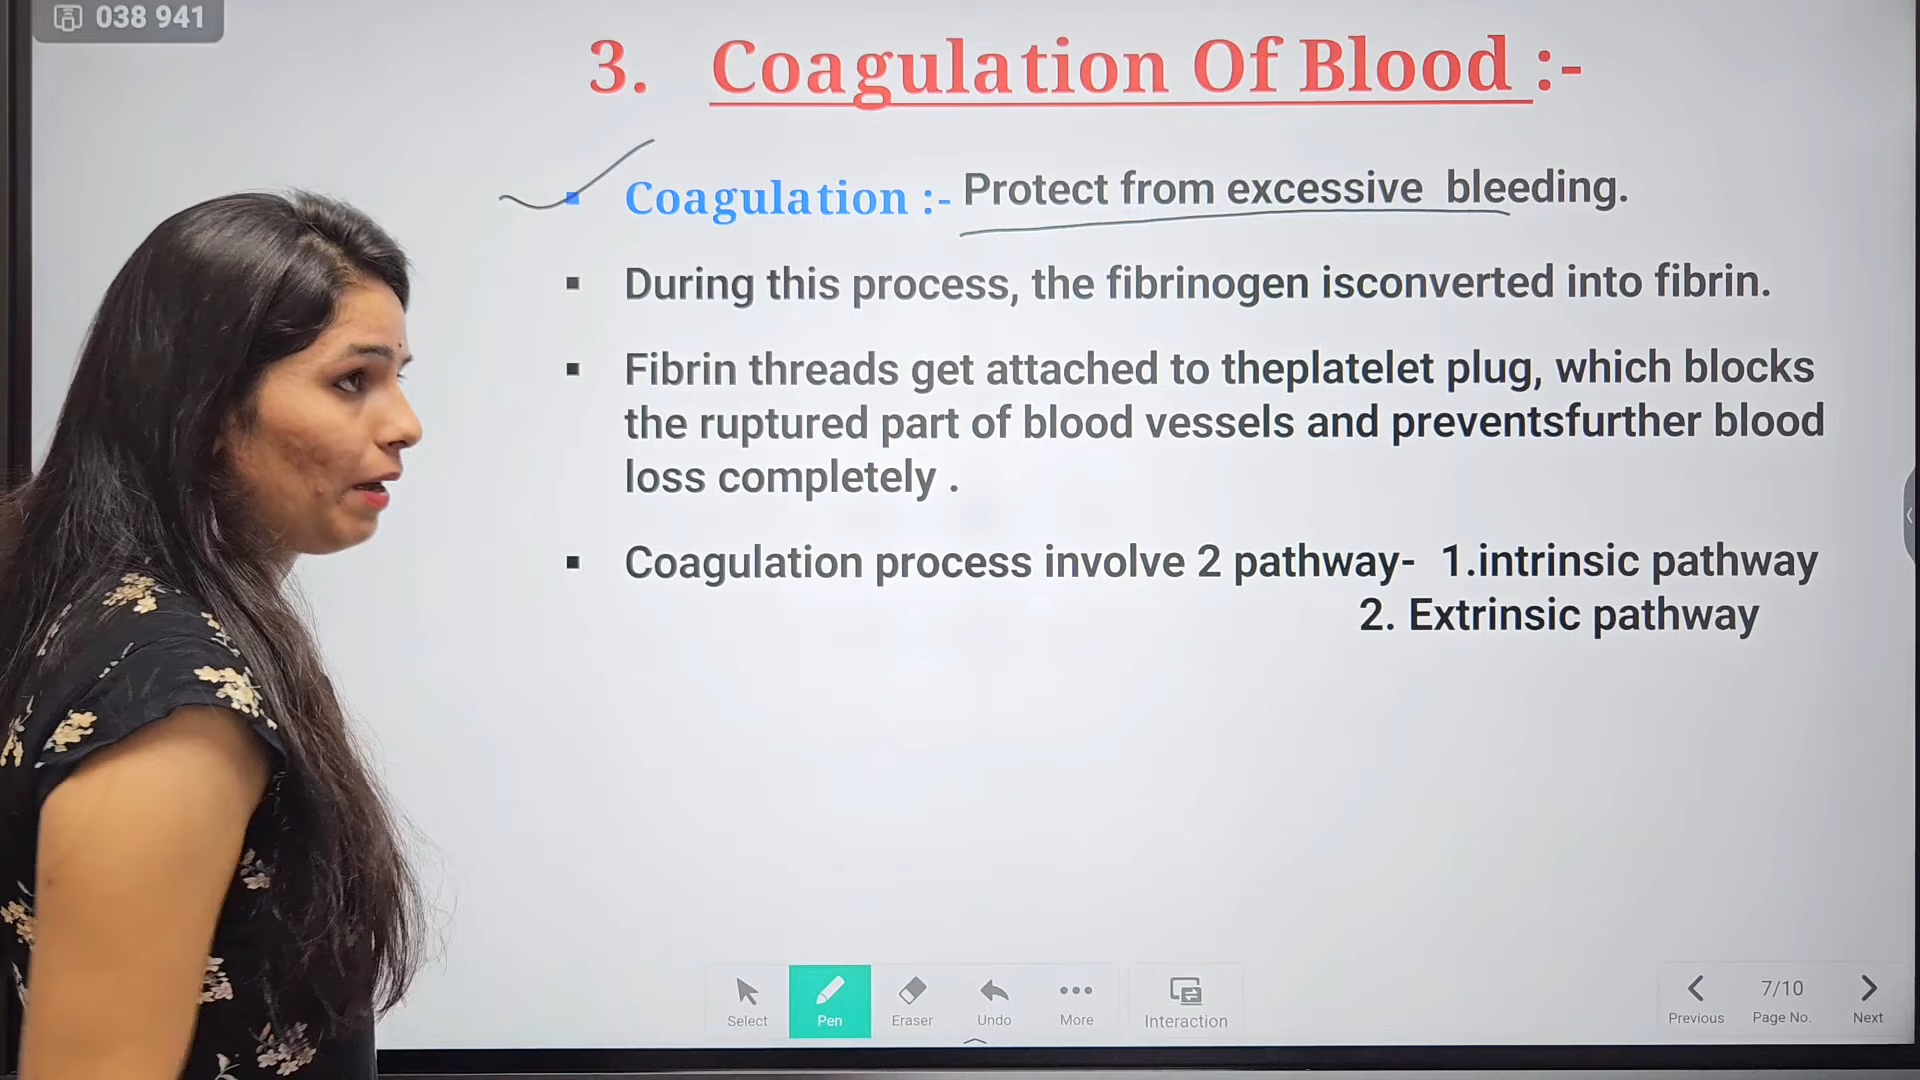 038 941
3. Coagulation Of Blood :-
▪ Coagulation :- Protect from excessive bleeding.
▪ During this process, the fibrinogen isconverted into fibrin.
▪ Fibrin threads get attached to theplatelet plug, which blocks
the ruptured part of blood vessels and preventsfurther blood
loss completely .
▪ Coagulation process involve 2 pathway- 1.intrinsic pathway
2. Extrinsic pathway
Select Pen Eraser Undo More Interaction
7/10
Previous Page No. Next